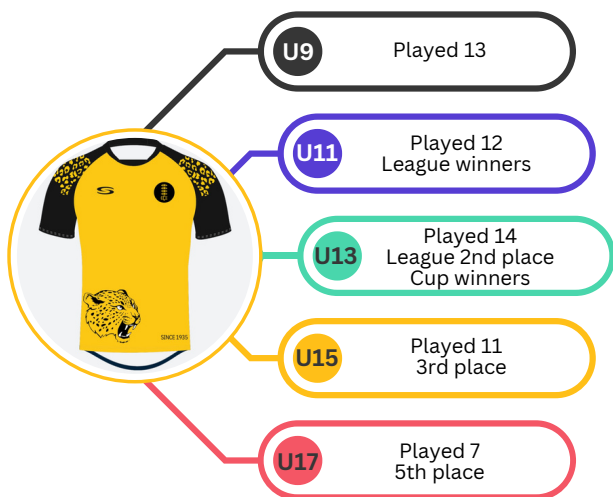 U9
Played 13
U11
Played 12
League winners
U13
Played 14
League 2nd place
Cup winners
SINCE 1935
U15
Played 11
3rd place
U17
Played 7
5th place